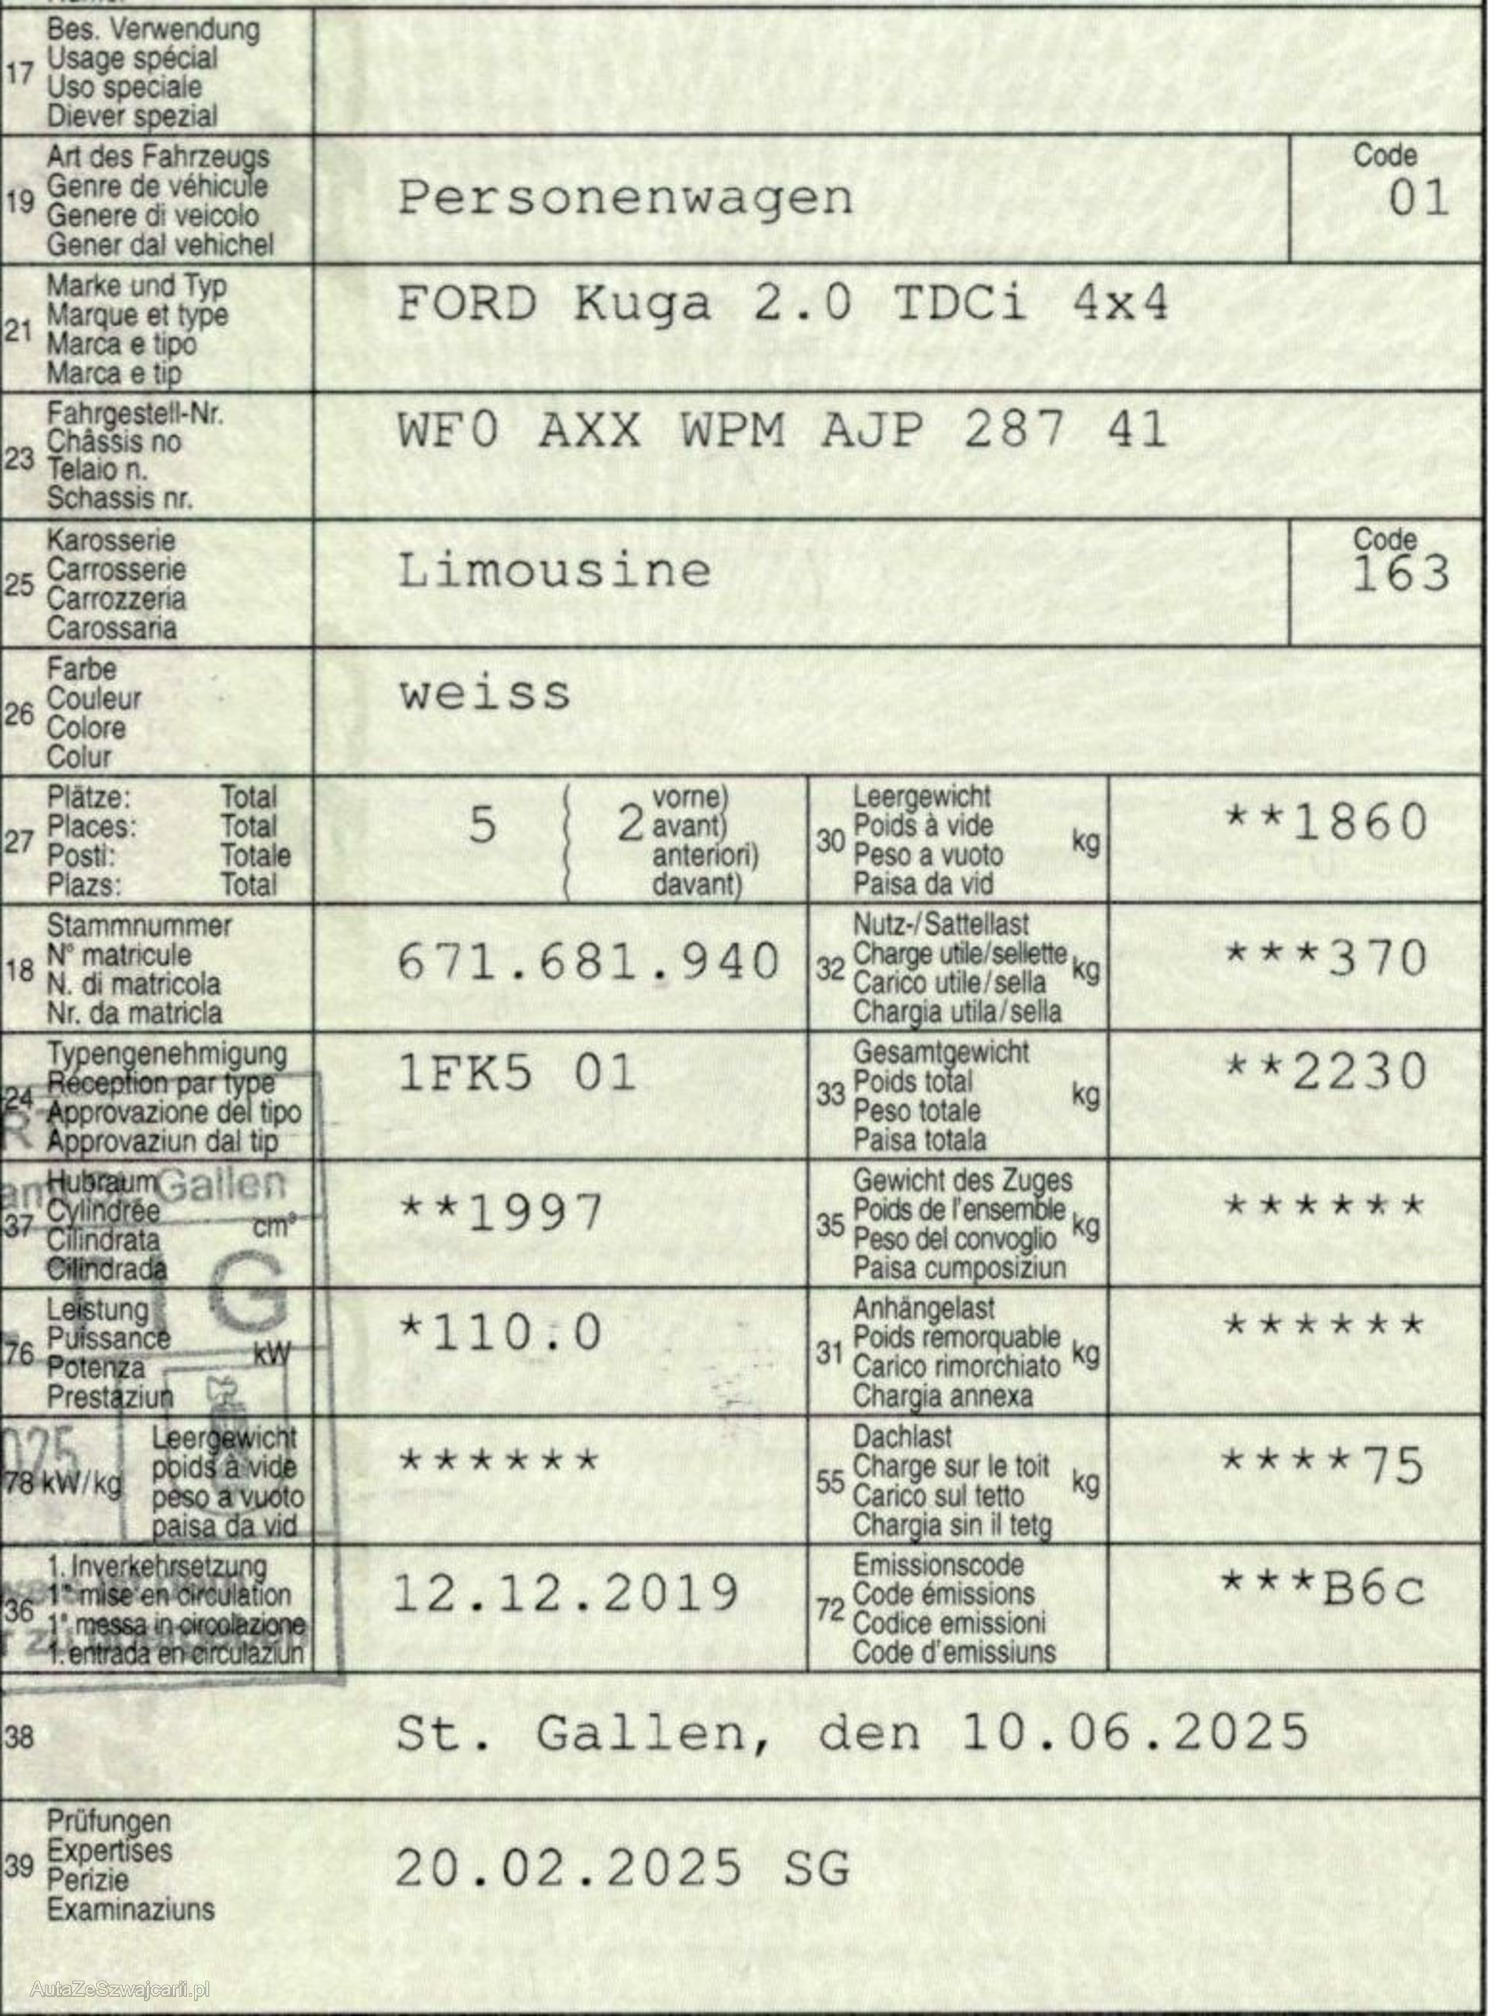 17 Bes. Verwendung
Usage spécial
Uso speciale
Diever spezial
19 Art des Fahrzeugs
Genre de véhicule
Genere di veicolo
Gener dal vehichel
Personenwagen
Code
01
21 Marke und Typ
Marque et type
Marca e tipo
Marca e tip
FORD Kuga 2.0 TDCi 4x4
23 Fahrgestell-Nr.
Châssis no
Telaio n.
Schassis nr.
WF0 AXX WPM AJP 287 41
25 Karosserie
Carrosserie
Carrozzeria
Carossaria
Limousine
Code
163
26 Farbe
Couleur
Colore
Colur
weiss
27 Plätze: Total
Places: Total
Posti: Totale
Plazs: Total
5 ( 2 vorne)
( avant)
( anteriori)
( davant)
30 Leergewicht
Poids à vide
Peso a vuoto kg
Paisa da vid
**1860
18 Stammnummer
N° matricule
N. di matricola
Nr. da matricla
671.681.940
32 Nutz-/Sattellast
Charge utile/sellette kg
Carico utile/sella
Chargia utila/sella
***370
24 Typengenehmigung
Réception par type
Approvazione del tipo
Approvaziun dal tip
1FK5 01
33 Gesamtgewicht
Poids total
Peso totale kg
Paisa totala
**2230
37 Hubraum
Cylindrée
Cilindrata cm³
Cilindrada
**1997
35 Gewicht des Zuges
Poids de l'ensemble kg
Peso del convoglio
Paisa cumposiziun
******
76 Leistung
Puissance
Potenza kW
Prestaziun
*110.0
31 Anhängelast
Poids remorquable kg
Carico rimorchiato
Chargia annexa
******
78 kW/kg Leergewicht
poids à vide
peso a vuoto
paisa da vid
******
55 Dachlast
Charge sur le toit kg
Carico sul tetto
Chargia sin il tetg
****75
36 1. Inverkehrsetzung
1re mise en circulation
1a messa in circolazione
1. entrada en circulaziun
12.12.2019
72 Emissionscode
Code émissions
Codice emissioni
Code d'emissiuns
***B6c
38 St. Gallen, den 10.06.2025
39 Prüfungen
Expertises
Perizie
Examinaziuns
20.02.2025 SG
Gallen
G
025
AutaZeSzwajcarii.pl